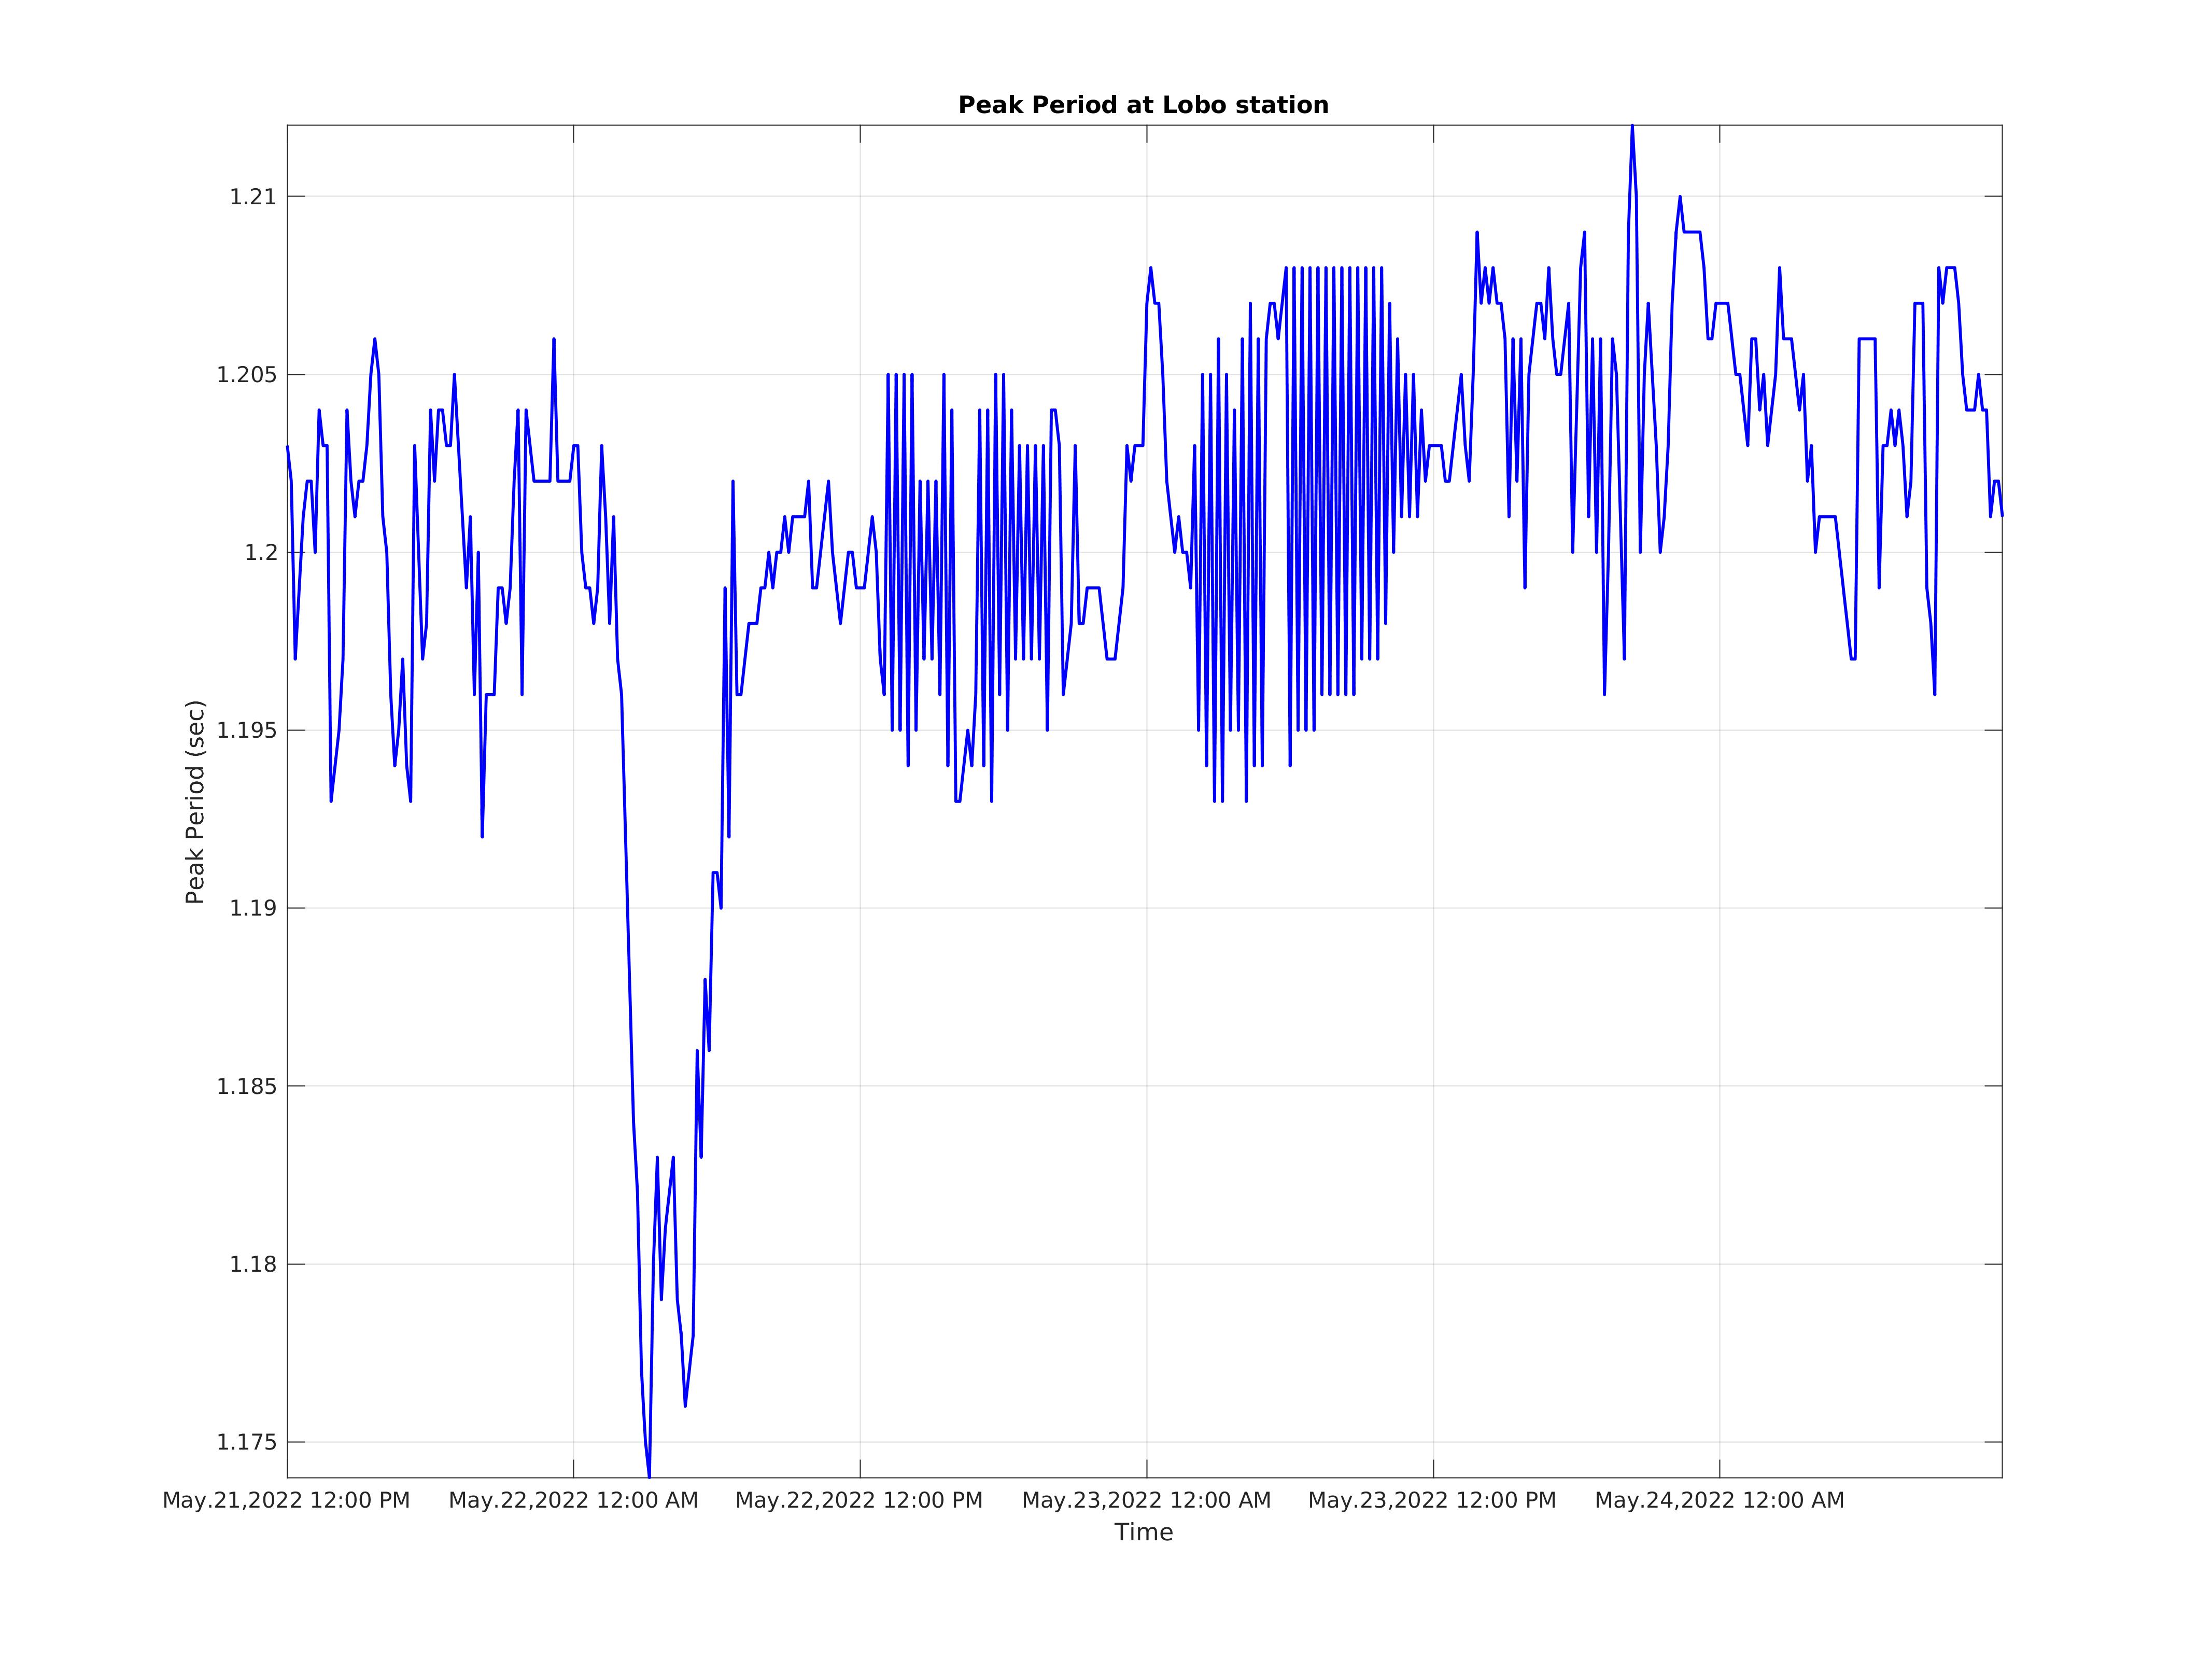 Peak Period at Lobo station
1.21
1.205
1.2
1.195
1.19
1.185
1.18
1.175
Peak Period (sec)
May.21,2022 12:00 PM May.22,2022 12:00 AM May.22,2022 12:00 PM May.23,2022 12:00 AM May.23,2022 12:00 PM May.24,2022 12:00 AM
Time